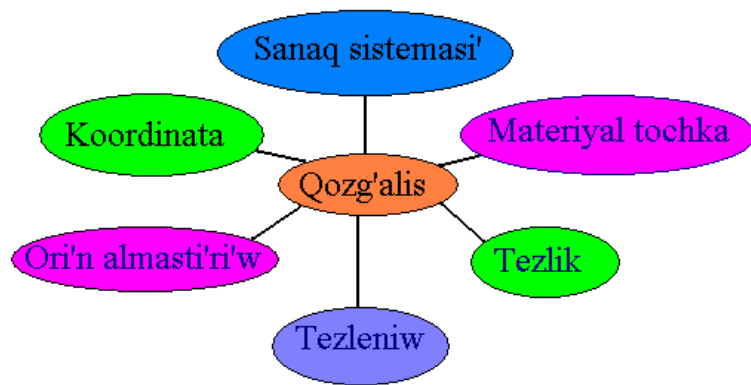 Sanaq sistemasi'
Koordinata
Materiyal tochka
Qozg'alis
Ori'n almasti'ri'w
Tezlik
Tezleniw